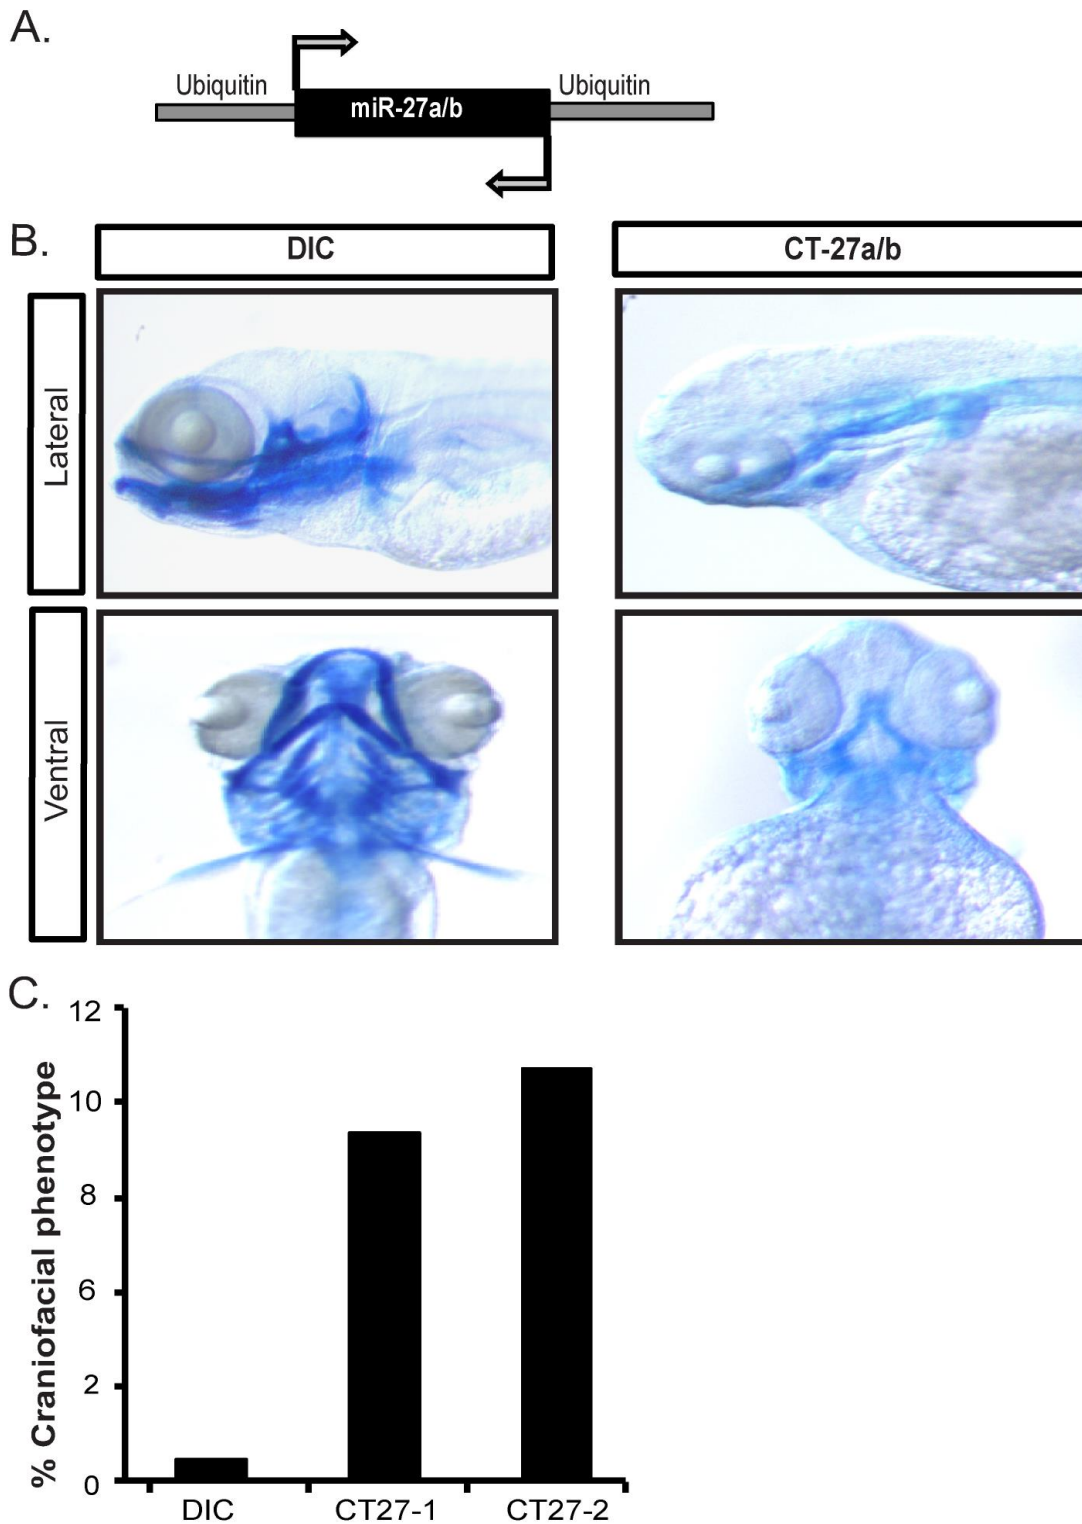 A.
Ubiquitin
miR-27a/b
Ubiquitin
B.
DIC
CT-27a/b
Lateral
Ventral
C.
% Craniofacial phenotype
12
10
8
6
2
0
DIC
CT27-1
CT27-2